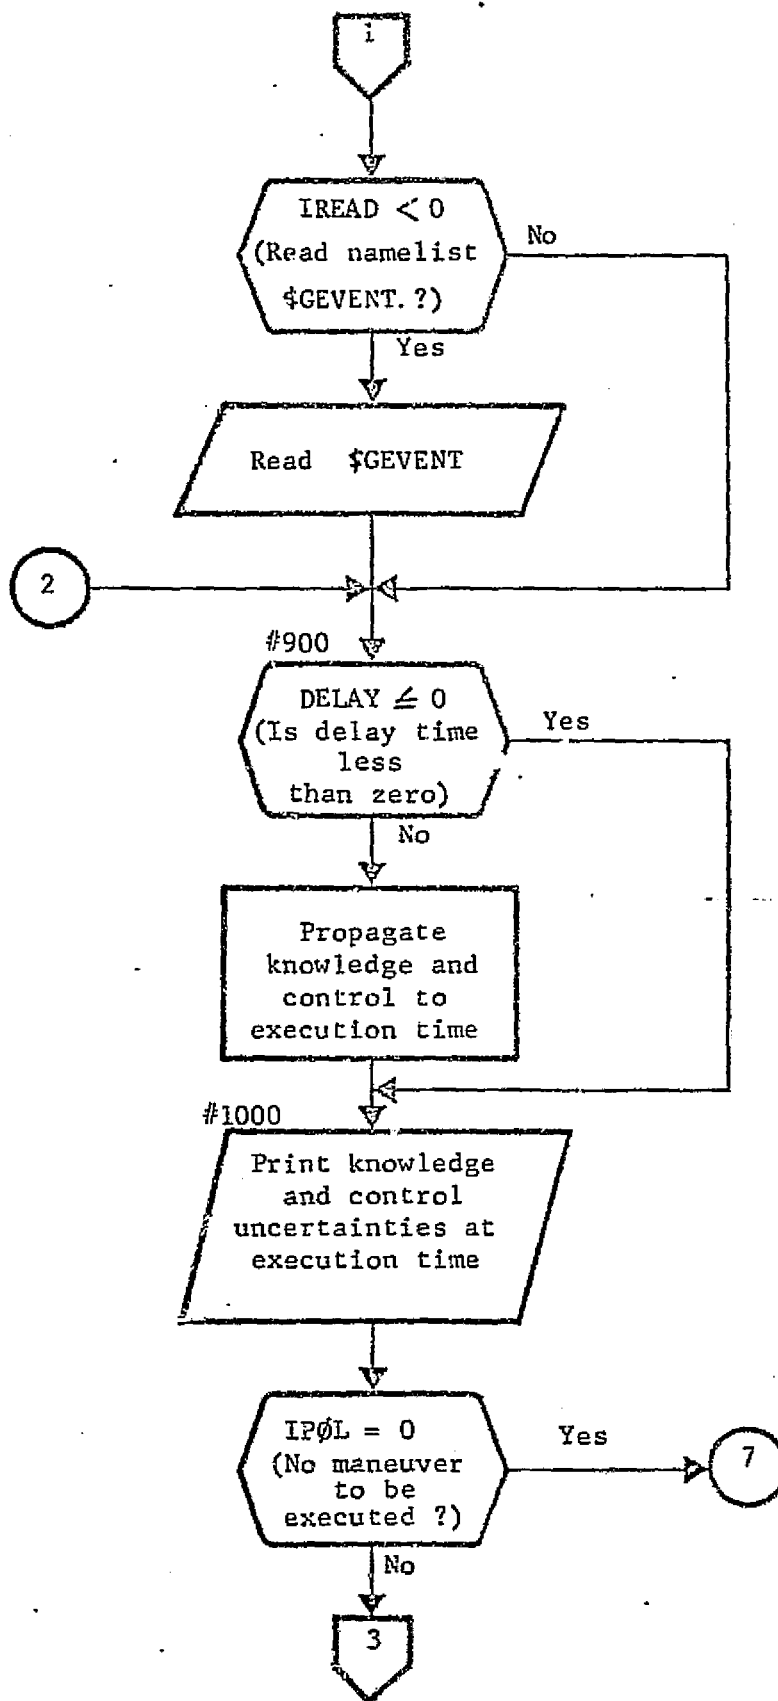 i
IREAD < 0
(Read namelist
$GEVENT.?)
No
Yes
Read $GEVENT
2
#900
DELAY ≤ 0
(Is delay time
less
than zero)
Yes
No
Propagate
knowledge and
control to
execution time
#1000
Print knowledge
and control
uncertainties at
execution time
IPØL = 0
(No maneuver
to be
executed ?)
Yes
7
No
3